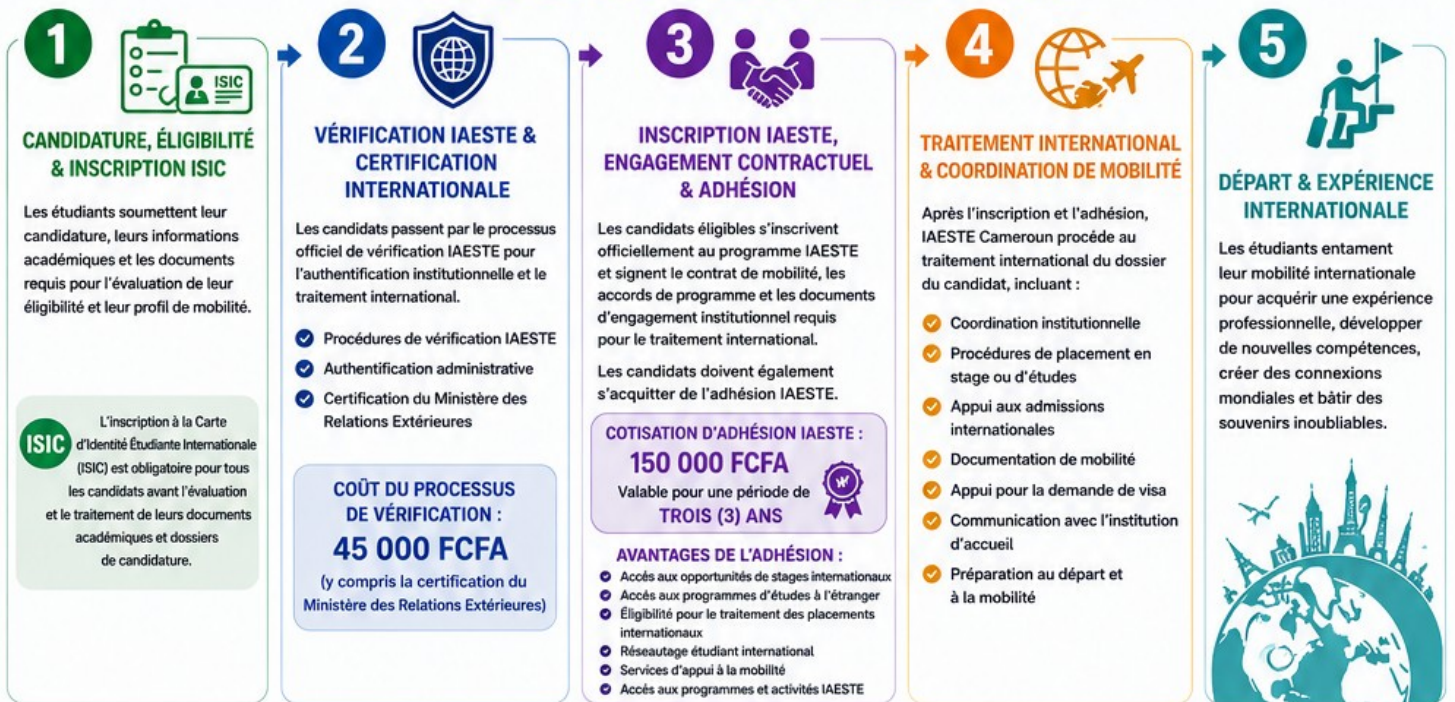 1
ISIC
CANDIDATURE, ÉLIGIBILITÉ
& INSCRIPTION ISIC
Les étudiants soumettent leur
candidature, leurs informations
académiques et les documents
requis pour l'évaluation de leur
éligibilité et leur profil de mobilité.
ISIC
L'inscription à la Carte
d'Identité Étudiante Internationale
(ISIC) est obligatoire pour tous
les candidats avant l'évaluation
et le traitement de leurs documents
académiques et dossiers
de candidature.
2
VÉRIFICATION IAESTE &
CERTIFICATION
INTERNATIONALE
Les candidats passent par le processus
officiel de vérification IAESTE pour
l'authentification institutionnelle et le
traitement international.
Procédures de vérification IAESTE
Authentification administrative
Certification du Ministère des
Relations Extérieures
COÛT DU PROCESSUS
DE VÉRIFICATION :
45 000 FCFA
(y compris la certification du
Ministère des Relations Extérieures)
3
INSCRIPTION IAESTE,
ENGAGEMENT CONTRACTUEL
& ADHÉSION
Les candidats éligibles s'inscrivent
officiellement au programme IAESTE
et signent le contrat de mobilité, les
accords de programme et les documents
d'engagement institutionnel requis
pour le traitement international.
Les candidats doivent également
s'acquitter de l'adhésion IAESTE.
COTISATION D'ADHÉSION IAESTE :
150 000 FCFA
Valable pour une période de
TROIS (3) ANS
AVANTAGES DE L'ADHÉSION :
Accès aux opportunités de stages internationaux
Accès aux programmes d'études à l'étranger
Éligibilité pour le traitement des placements
internationaux
Réseautage étudiant international
Services d'appui à la mobilité
Accès aux programmes et activités IAESTE
4
TRAITEMENT INTERNATIONAL
& COORDINATION DE MOBILITÉ
Après l'inscription et l'adhésion,
IAESTE Cameroun procède au
traitement international du dossier
du candidat, incluant :
Coordination institutionnelle
Procédures de placement en
stage ou d'études
Appui aux admissions
internationales
Documentation de mobilité
Appui pour la demande de visa
Communication avec l'institution
d'accueil
Préparation au départ et
à la mobilité
5
DÉPART & EXPÉRIENCE
INTERNATIONALE
Les étudiants entament
leur mobilité internationale
pour acquérir une expérience
professionnelle, développer
de nouvelles compétences,
créer des connexions
mondiales et bâtir des
souvenirs inoubliables.